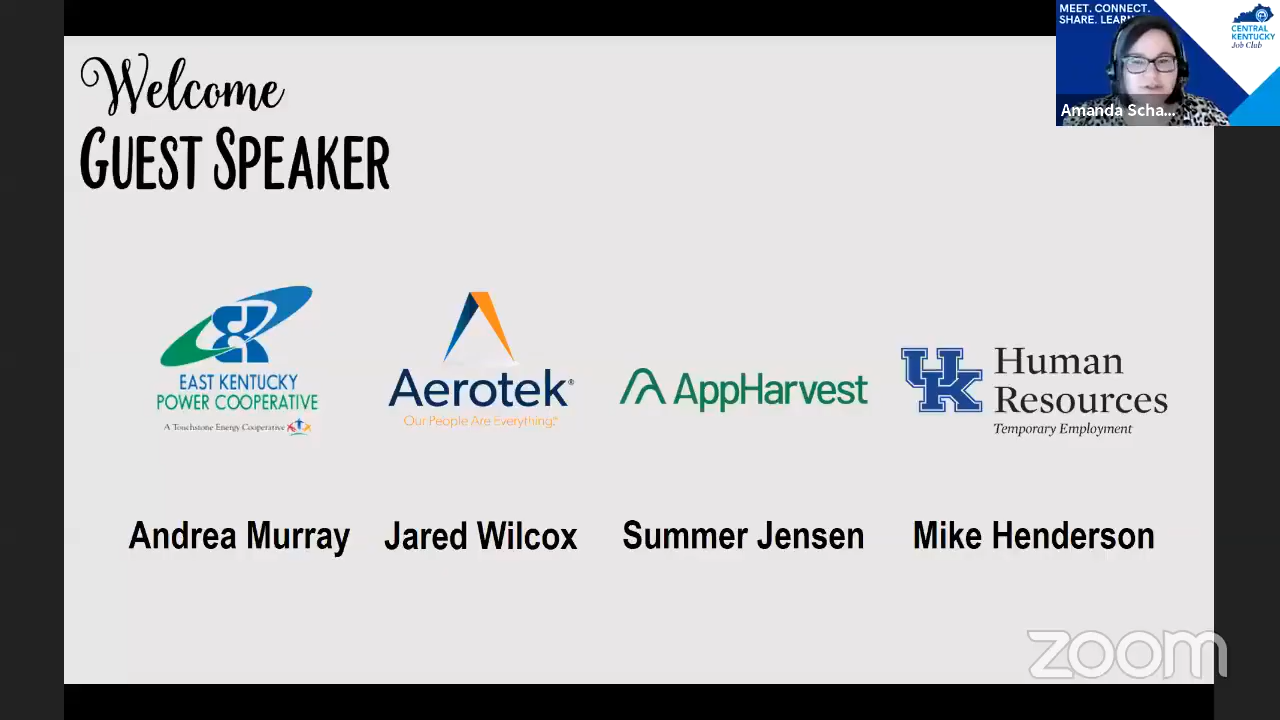 MEET. CONNECT.
SHARE. LEARN
CENTRAL
KENTUCKY
Job Club
Amanda Scha...
Welcome
GUEST SPEAKER
EAST KENTUCKY
POWER COOPERATIVE
A Touchstone Energy Cooperative
Aerotek®
Our People Are Everything.®
AppHarvest
UK
Human
Resources
Temporary Employment
Andrea Murray
Jared Wilcox
Summer Jensen
Mike Henderson
zoom